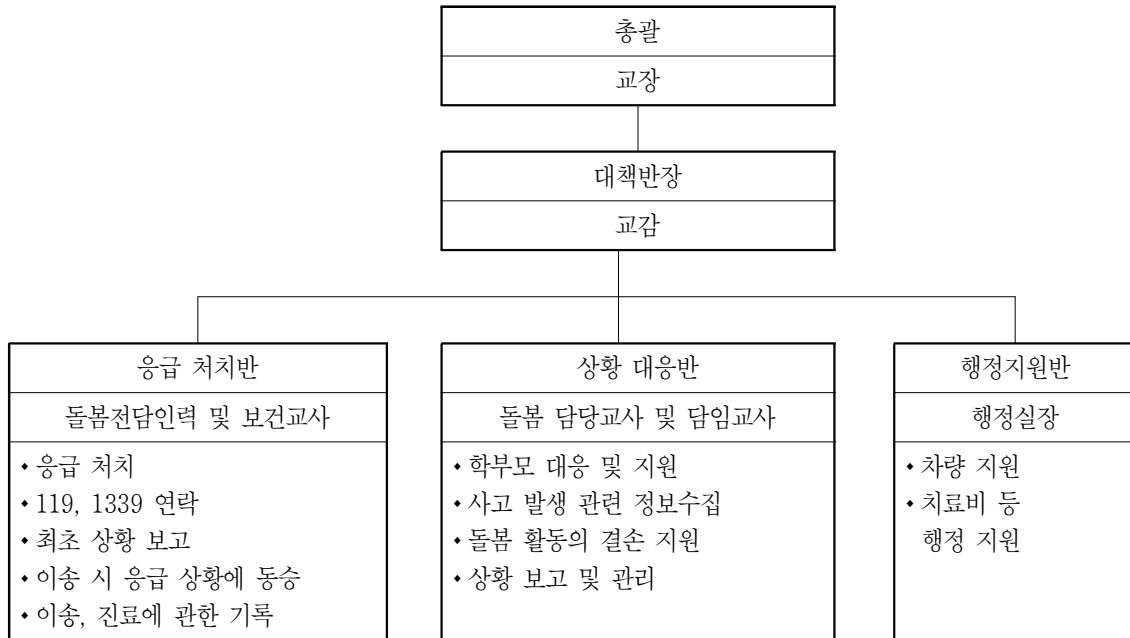 총괄
교장
대책반장
교감
응급 처치반
돌봄전담인력 및 보건교사
• 응급 처치
• 119, 1339 연락
• 최초 상황 보고
• 이송 시 응급 상황에 동승
• 이송, 진료에 관한 기록
상황 대응반
돌봄 담당교사 및 담임교사
• 학부모 대응 및 지원
• 사고 발생 관련 정보수집
• 돌봄 활동의 결손 지원
• 상황 보고 및 관리
행정지원반
행정실장
• 차량 지원
• 치료비 등
행정 지원